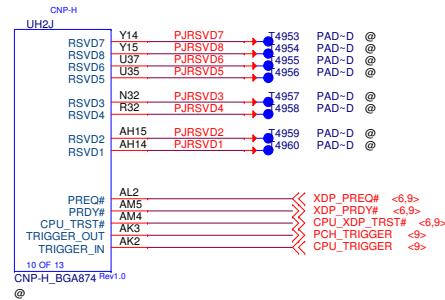 CNP-H
UH2J
RSVD7 Y14 PJRSVD7 T4953 PAD~D @
RSVD8 Y15 PJRSVD8 T4954 PAD~D @
RSVD6 U37 PJRSVD6 T4955 PAD~D @
RSVD5 U35 PJRSVD5 T4956 PAD~D @
RSVD3 N32 PJRSVD3 T4957 PAD~D @
RSVD4 R32 PJRSVD4 T4958 PAD~D @
RSVD2 AH15 PJRSVD2 T4959 PAD~D @
RSVD1 AH14 PJRSVD1 T4960 PAD~D @
PREQ# AL2 XDP_PREQ# <6,9>
PRDY# AM5 XDP_PRDY# <6,9>
CPU_TRST# AM4 CPU_XDP_TRST# <6,9>
TRIGGER_OUT AK3 PCH_TRIGGER <9>
TRIGGER_IN AK2 CPU_TRIGGER <9>
10 OF 13
CNP-H_BGA874 Rev1.0
@